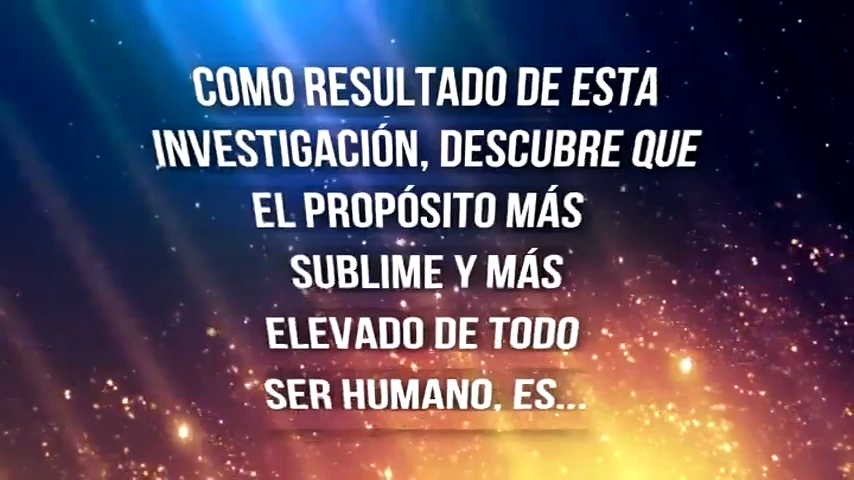 COMO RESULTADO DE ESTA
INVESTIGACIÓN, DESCUBRE QUE
EL PROPÓSITO MÁS
SUBLIME Y MÁS
ELEVADO DE TODO
SER HUMANO, ES...